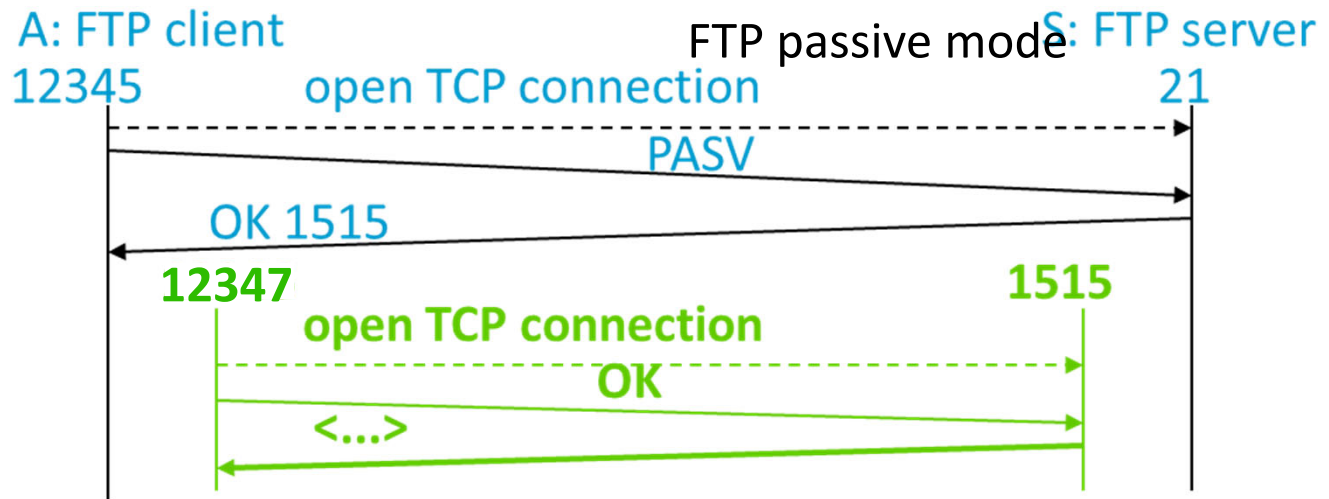 A: FTP client
FTP passive mode
S: FTP server
12345
open TCP connection
21
PASV
OK 1515
12347
1515
open TCP connection
OK
<...>